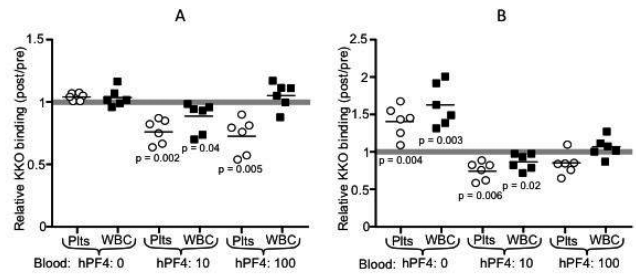 A
Relative KKO binding (post/pre)
1.5
1
0.5
0
p = 0.002
p = 0.04
p = 0.005
Plts WBC Plts WBC Plts WBC
Blood: hPF4: 0 hPF4: 10 hPF4: 100
B
Relative KKO binding (post/pre)
2.5
2
1.5
1
0.5
0
p = 0.004
p = 0.003
p = 0.006
p = 0.02
Plts WBC Plts WBC Plts WBC
Blood: hPF4: 0 hPF4: 10 hPF4: 100